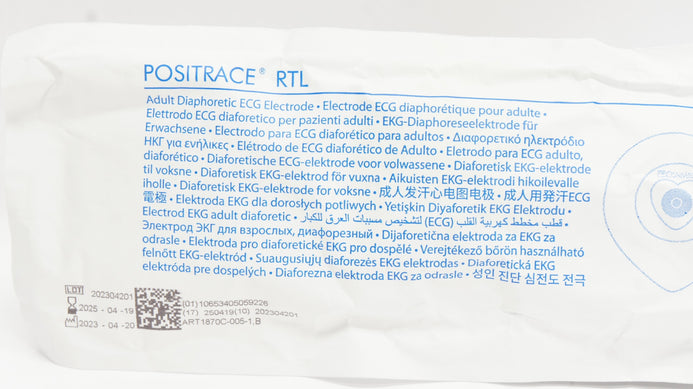 POSITRACE® RTL
Adult Diaphoretic ECG Electrode • Electrode ECG diaphorétique pour adulte •
Elettrodo ECG diaforetico per pazienti adulti • EKG-Diaphoreseelektrode für
Erwachsene • Electrodo para ECG diaforético para adultos • Διαφορετικό ηλεκτρόδιο
ΗΚΓ για ενήλικες • Elétrodo de ECG diaforético de Adulto • Eletrodo para ECG adulto,
diaforético • Diaforetische ECG-elektrode voor volwassene • Diaforetisk EKG-elektrode
til voksne • Diaforetisk EKG-elektrod för vuxna • Aikuisten EKG-elektrodi hikoilevalle
iholle • Diaforetisk EKG-elektrode for voksne • 成人发汗心电图电极 • 成人用発汗ECG
電極 • Elektroda EKG dla dorosłych potliwych • Yetişkin Diyaforetik EKG Elektrodu •
Electrod EKG adult diaforetic • قطب مخطط كهربية القلب (ECG) لتشخيص مسببات العرق للكبار •
Электрод ЭКГ для взрослых, диафорезный • Dijaforetična elektroda za EKG za
odrasle • Elektroda pro diaforetické EKG pro dospělé • Verejtékező bőrön használható
felnőtt EKG-elektród • Suaugusiųjų diaforezės EKG elektrodas • Diaforetická EKG
elektróda pre dospelých • Diaforezna elektroda EKG za odrasle • 성인 진단 심전도 전극
LOT 202304201
2025 - 04 -19
2023 - 04 -20
(01)10653405059226
(17) 250419(10) 202304201
ART1870C-005-1,B